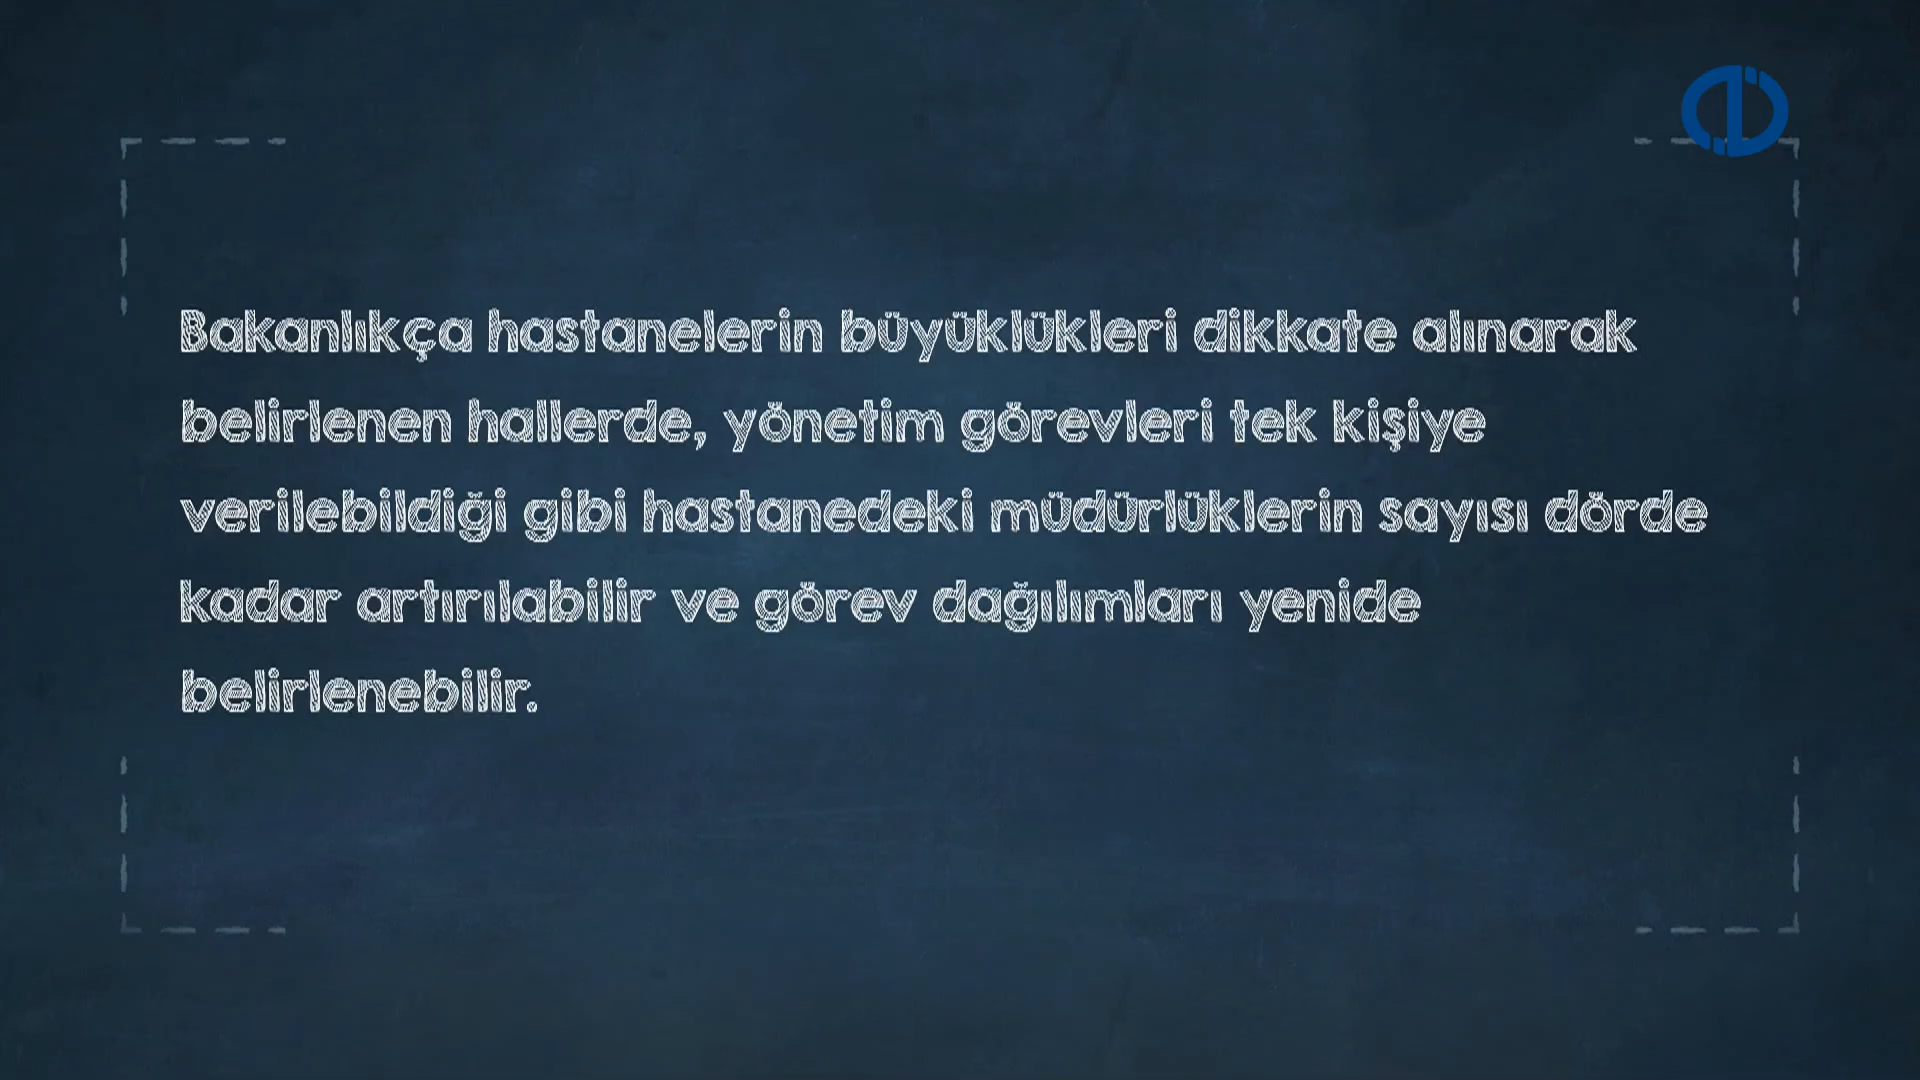 Bakanlıkça hastanelerin büyüklükleri dikkate alınarak
belirlenen hallerde, yönetim görevleri tek kişiye
verilebildiği gibi hastanedeki müdürlüklerin sayısı dörde
kadar artırılabilir ve görev dağılımları yenide
belirlenebilir.